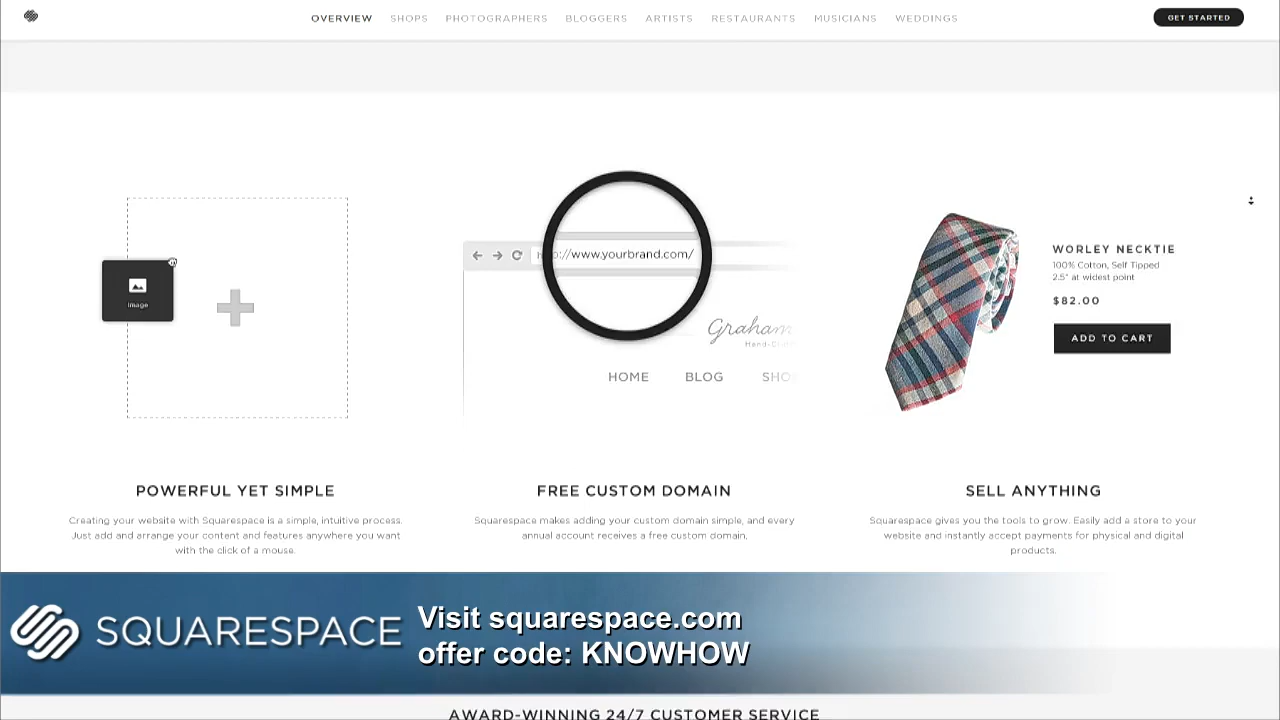 OVERVIEW SHOPS PHOTOGRAPHERS BLOGGERS ARTISTS RESTAURANTS MUSICIANS WEDDINGS GET STARTED
Image
://www.yourbrand.com/
Graham
HOME BLOG SHO
WORLEY NECKTIE
100% Cotton, Self Tipped
2.5" at widest point
$82.00
ADD TO CART
POWERFUL YET SIMPLE
Creating your website with Squarespace is a simple, intuitive process.
Just add and arrange your content and features anywhere you want
with the click of a mouse.
FREE CUSTOM DOMAIN
Squarespace makes adding your custom domain simple, and every
annual account receives a free custom domain.
SELL ANYTHING
Squarespace gives you the tools to grow. Easily add a store to your
website and instantly accept payments for physical and digital
products.
SQUARESPACE
Visit squarespace.com
offer code: KNOWHOW
AWARD-WINNING 24/7 CUSTOMER SERVICE